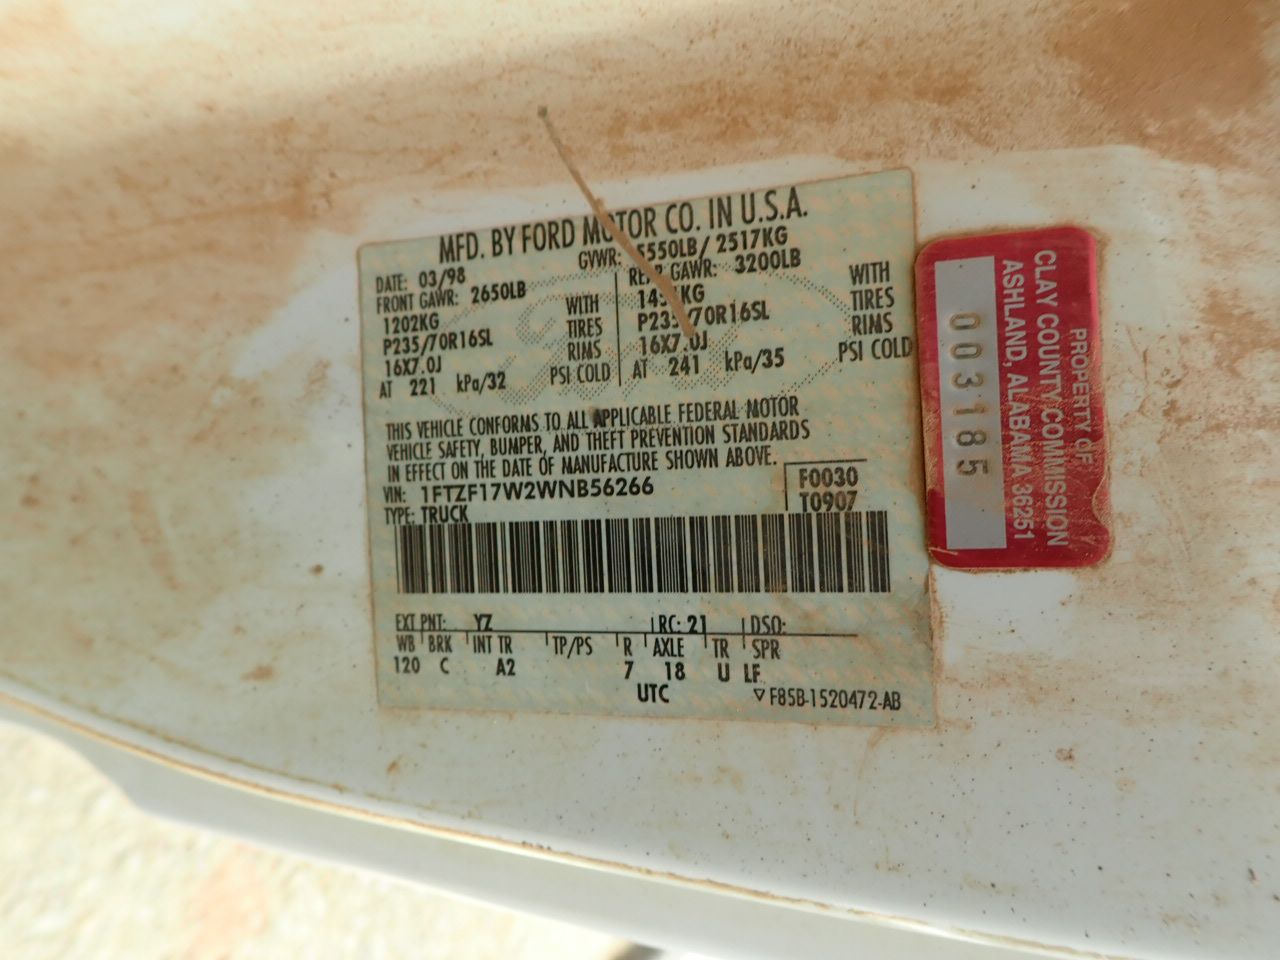 MFD. BY FORD MOTOR CO. IN U.S.A.
DATE: 03/98 GVWR: 5550LB/ 2517KG
FRONT GAWR: 2650LB REAR GAWR: 3200LB
1202KG WITH KG WITH
P235/70R16SL TIRES P235/70R16SL TIRES
16X7.0J RIMS 16X7.0J RIMS
AT 221 kPa/32 PSI COLD AT 241 kPa/35 PSI COLD
THIS VEHICLE CONFORMS TO ALL APPLICABLE FEDERAL MOTOR
VEHICLE SAFETY, BUMPER, AND THEFT PREVENTION STANDARDS
IN EFFECT ON THE DATE OF MANUFACTURE SHOWN ABOVE.
VIN: 1FTZF17W2WNB56266 F0030
TYPE: TRUCK T0907
EXT PNT: YZ RC: 21 DSO:
WB BRK INT TR TP/PS R AXLE TR SPR
120 C A2 7 18 U LF
UTC F85B-1520472-AB
PROPERTY OF
CLAY COUNTY COMMISSION
ASHLAND, ALABAMA 36251
003185